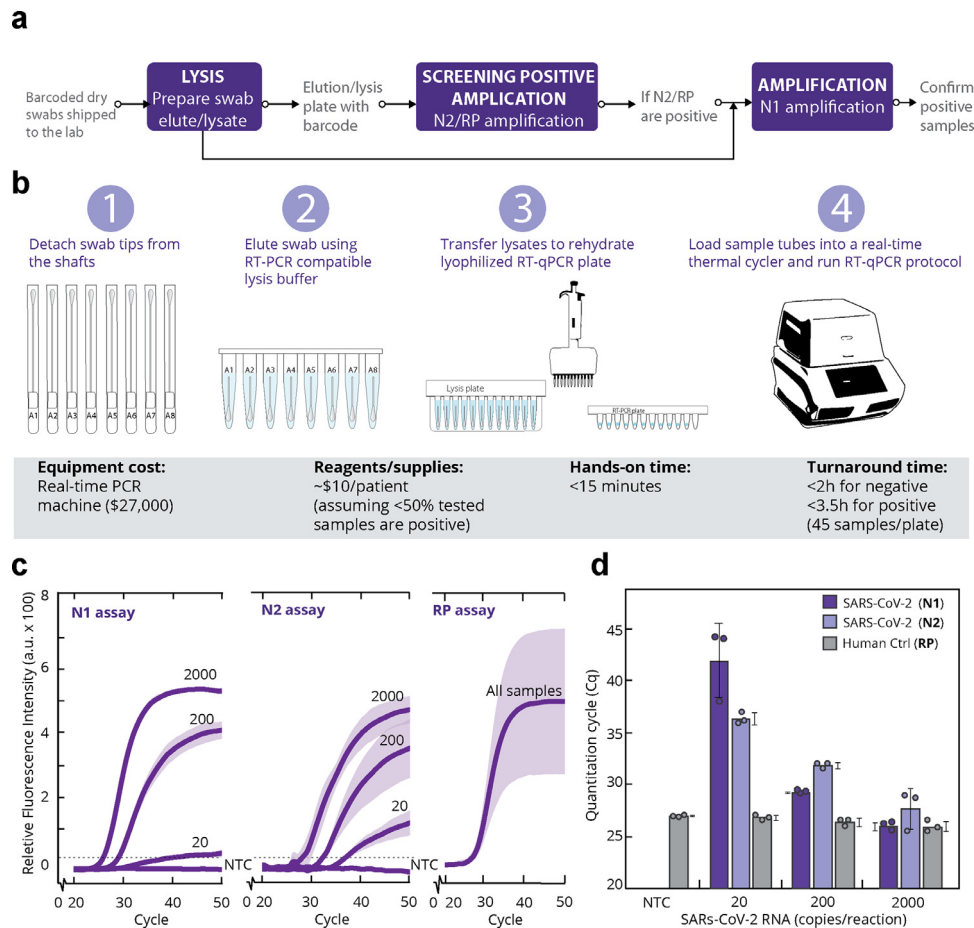 a
Barcoded dry
swabs shipped
to the lab
LYSIS
Prepare swab
elute/lysate
Elution/lysis
plate with
barcode
SCREENING POSITIVE
AMPLICATION
N2/RP amplification
If N2/RP
are positive
AMPLIFICATION
N1 amplification
Confirm
positive
samples
b
1
Detach swab tips from
the shafts
2
Elute swab using
RT-PCR compatible
lysis buffer
3
Transfer lysates to rehydrate
lyophilized RT-qPCR plate
4
Load sample tubes into a real-time
thermal cycler and run RT-qPCR protocol
A1 A2 A3 A4 A5 A6 A7 A8
A1 A2 A3 A4 A5 A6 A7 A8
Lysis plate
RT-PCR plate
Equipment cost:
Real-time PCR
machine ($27,000)
Reagents/supplies:
~$10/patient
(assuming <50% tested
samples are positive)
Hands-on time:
<15 minutes
Turnaround time:
<2h for negative
<3.5h for positive
(45 samples/plate)
c
Reletive Fluorescence Intensity (a.u. x 100)
8
6
4
2
0
N1 assay
2000
200
20
0 20 30 40 50
Cycle
N2 assay
2000
200
20
NTC
0 20 30 40 50
Cycle
RP assay
All samples
0 20 30 40 50
Cycle
d
Quantitation cycle (Cq)
45
40
35
30
25
20
SARS-CoV-2 (N1)
SARS-CoV-2 (N2)
Human Ctrl (RP)
NTC 20 200 2000
SARs-CoV-2 RNA (copies/reaction)